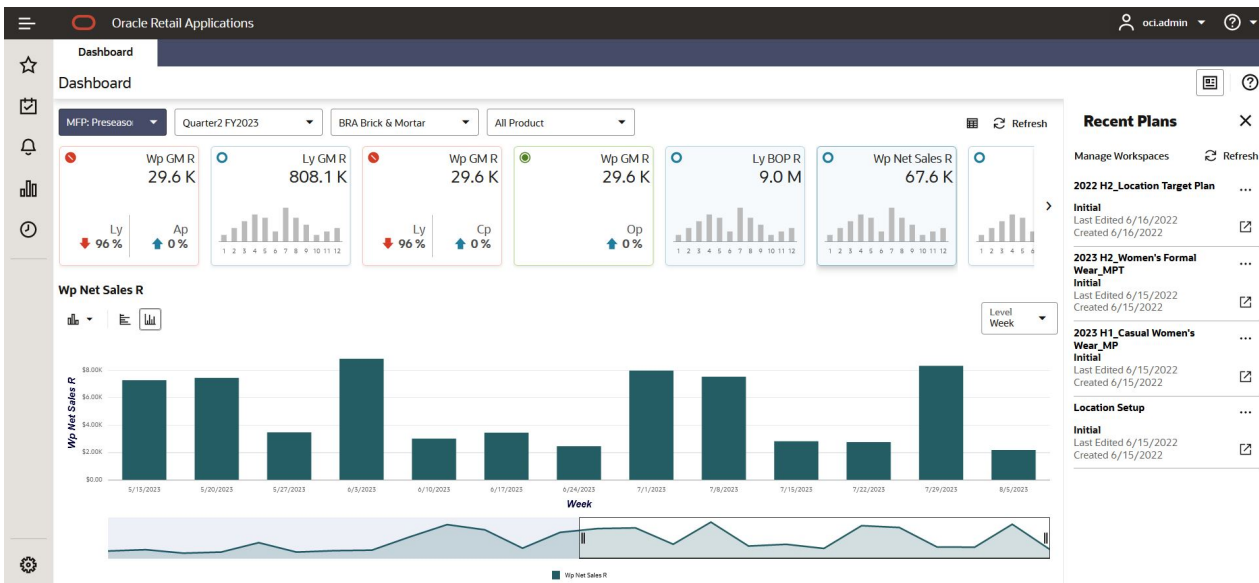 Oracle Retail Applications
oci.admin
Dashboard
Dashboard
MFP: Preseaso
Quarter2 FY2023
BRA Brick & Mortar
All Product
Refresh
Wp GM R
29.6 K
Ly
96 %
Ap
0 %
Ly GM R
808.1 K
1 2 3 4 5 6 7 8 9 10 11 12
Wp GM R
29.6 K
Ly
96 %
Cp
0 %
Wp GM R
29.6 K
Op
0 %
Ly BOP R
9.0 M
1 2 3 4 5 6 7 8 9 10 11 12
Wp Net Sales R
67.6 K
1 2 3 4 5 6 7 8 9 10 11 12
1 2 3 4 5 6
Wp Net Sales R
Level
Week
Wp Net Sales R
$8.00K
$6.00K
$4.00K
$2.00K
$0.00
5/13/2023 5/20/2023 5/27/2023 6/3/2023 6/10/2023 6/17/2023 6/24/2023 7/1/2023 7/8/2023 7/15/2023 7/22/2023 7/29/2023 8/5/2023
Week
Wp Net Sales R
Recent Plans
Manage Workspaces
Refresh
2022 H2_Location Target Plan
Initial
Last Edited 6/16/2022
Created 6/16/2022
2023 H2_Women's Formal
Wear_MPT
Initial
Last Edited 6/15/2022
Created 6/15/2022
2023 H1_Casual Women's
Wear_MP
Initial
Last Edited 6/15/2022
Created 6/15/2022
Location Setup
Initial
Last Edited 6/15/2022
Created 6/15/2022